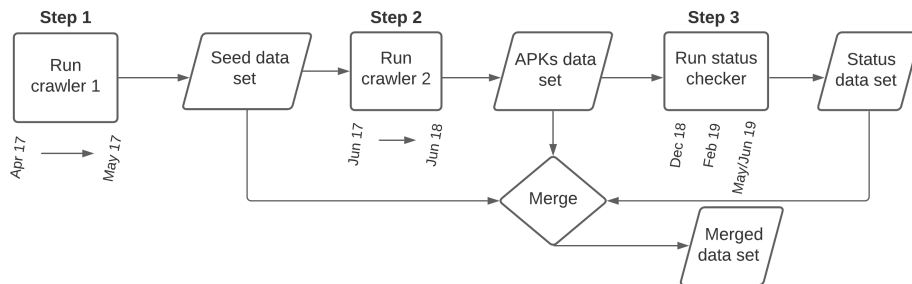 Step 1
Step 2
Step 3
Run
crawler 1
Seed data
set
Run
crawler 2
APKs data
set
Run status
checker
Status
data set
Apr 17
May 17
Jun 17
Jun 18
Dec 18
Feb 19
May/Jun 19
Merge
Merged
data set